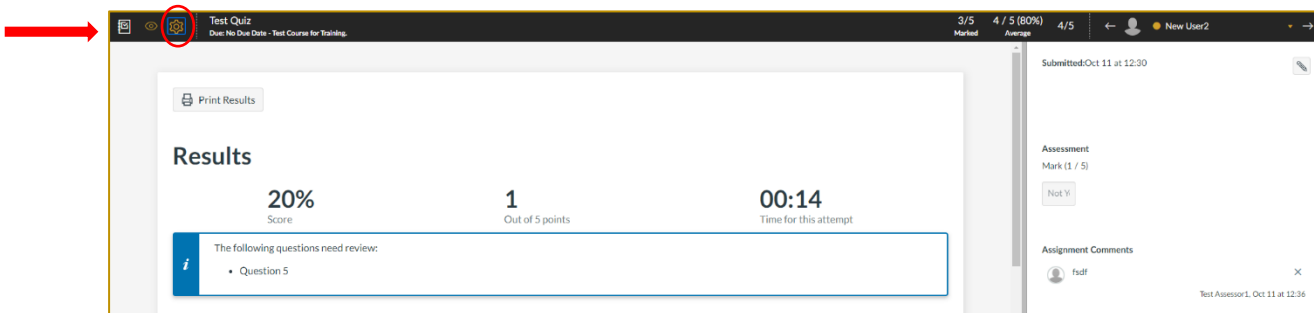 Test Quiz
Due: No Due Date - Test Course for Training.
3/5
Marked
4 / 5 (80%)
Average
4/5
New User2
Submitted:Oct 11 at 12:30
Print Results
Results
20%
Score
1
Out of 5 points
00:14
Time for this attempt
The following questions need review:
• Question 5
Assessment
Mark (1 / 5)
Not Y
Assignment Comments
fsdf
Test Assessor1, Oct 11 at 12:36